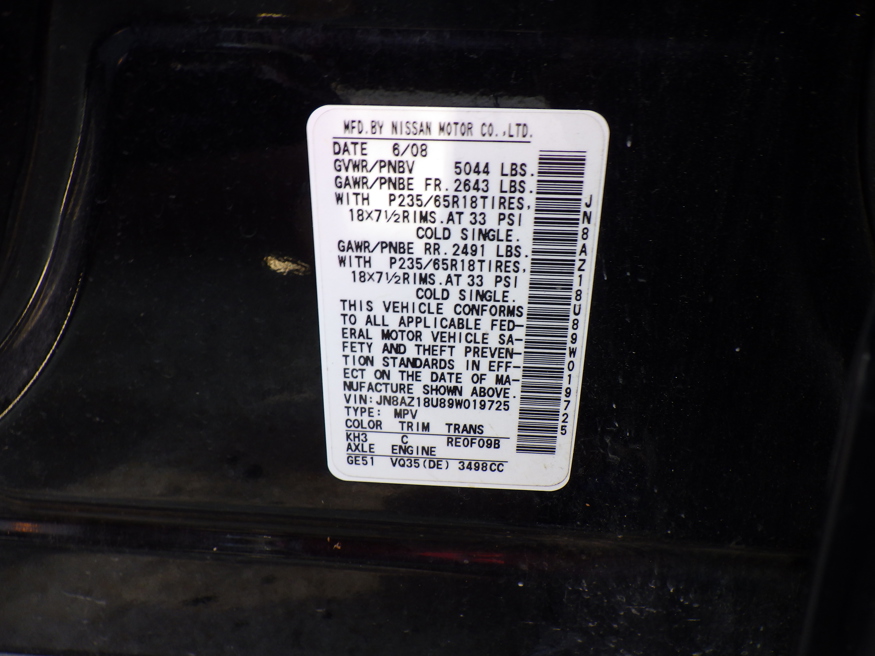 MFD.BY NISSAN MOTOR CO.,LTD.
DATE 6/08
GVWR/PNBV 5044 LBS.
GAWR/PNBE FR. 2643 LBS.
WITH P235/65R18TIRES,
18×7½RIMS.AT 33 PSI
COLD SINGLE.
GAWR/PNBE RR. 2491 LBS.
WITH P235/65R18TIRES,
18×7½RIMS.AT 33 PSI
COLD SINGLE.
THIS VEHICLE CONFORMS
TO ALL APPLICABLE FED-
ERAL MOTOR VEHICLE SA-
FETY AND THEFT PREVEN-
TION STANDARDS IN EFF-
ECT ON THE DATE OF MA-
NUFACTURE SHOWN ABOVE.
VIN: JN8AZ18U89W019725
TYPE: MPV
COLOR TRIM TRANS
KH3 C RE0F09B
AXLE ENGINE
GE51 VQ35(DE) 3498CC
JN8AZ18U89W019725